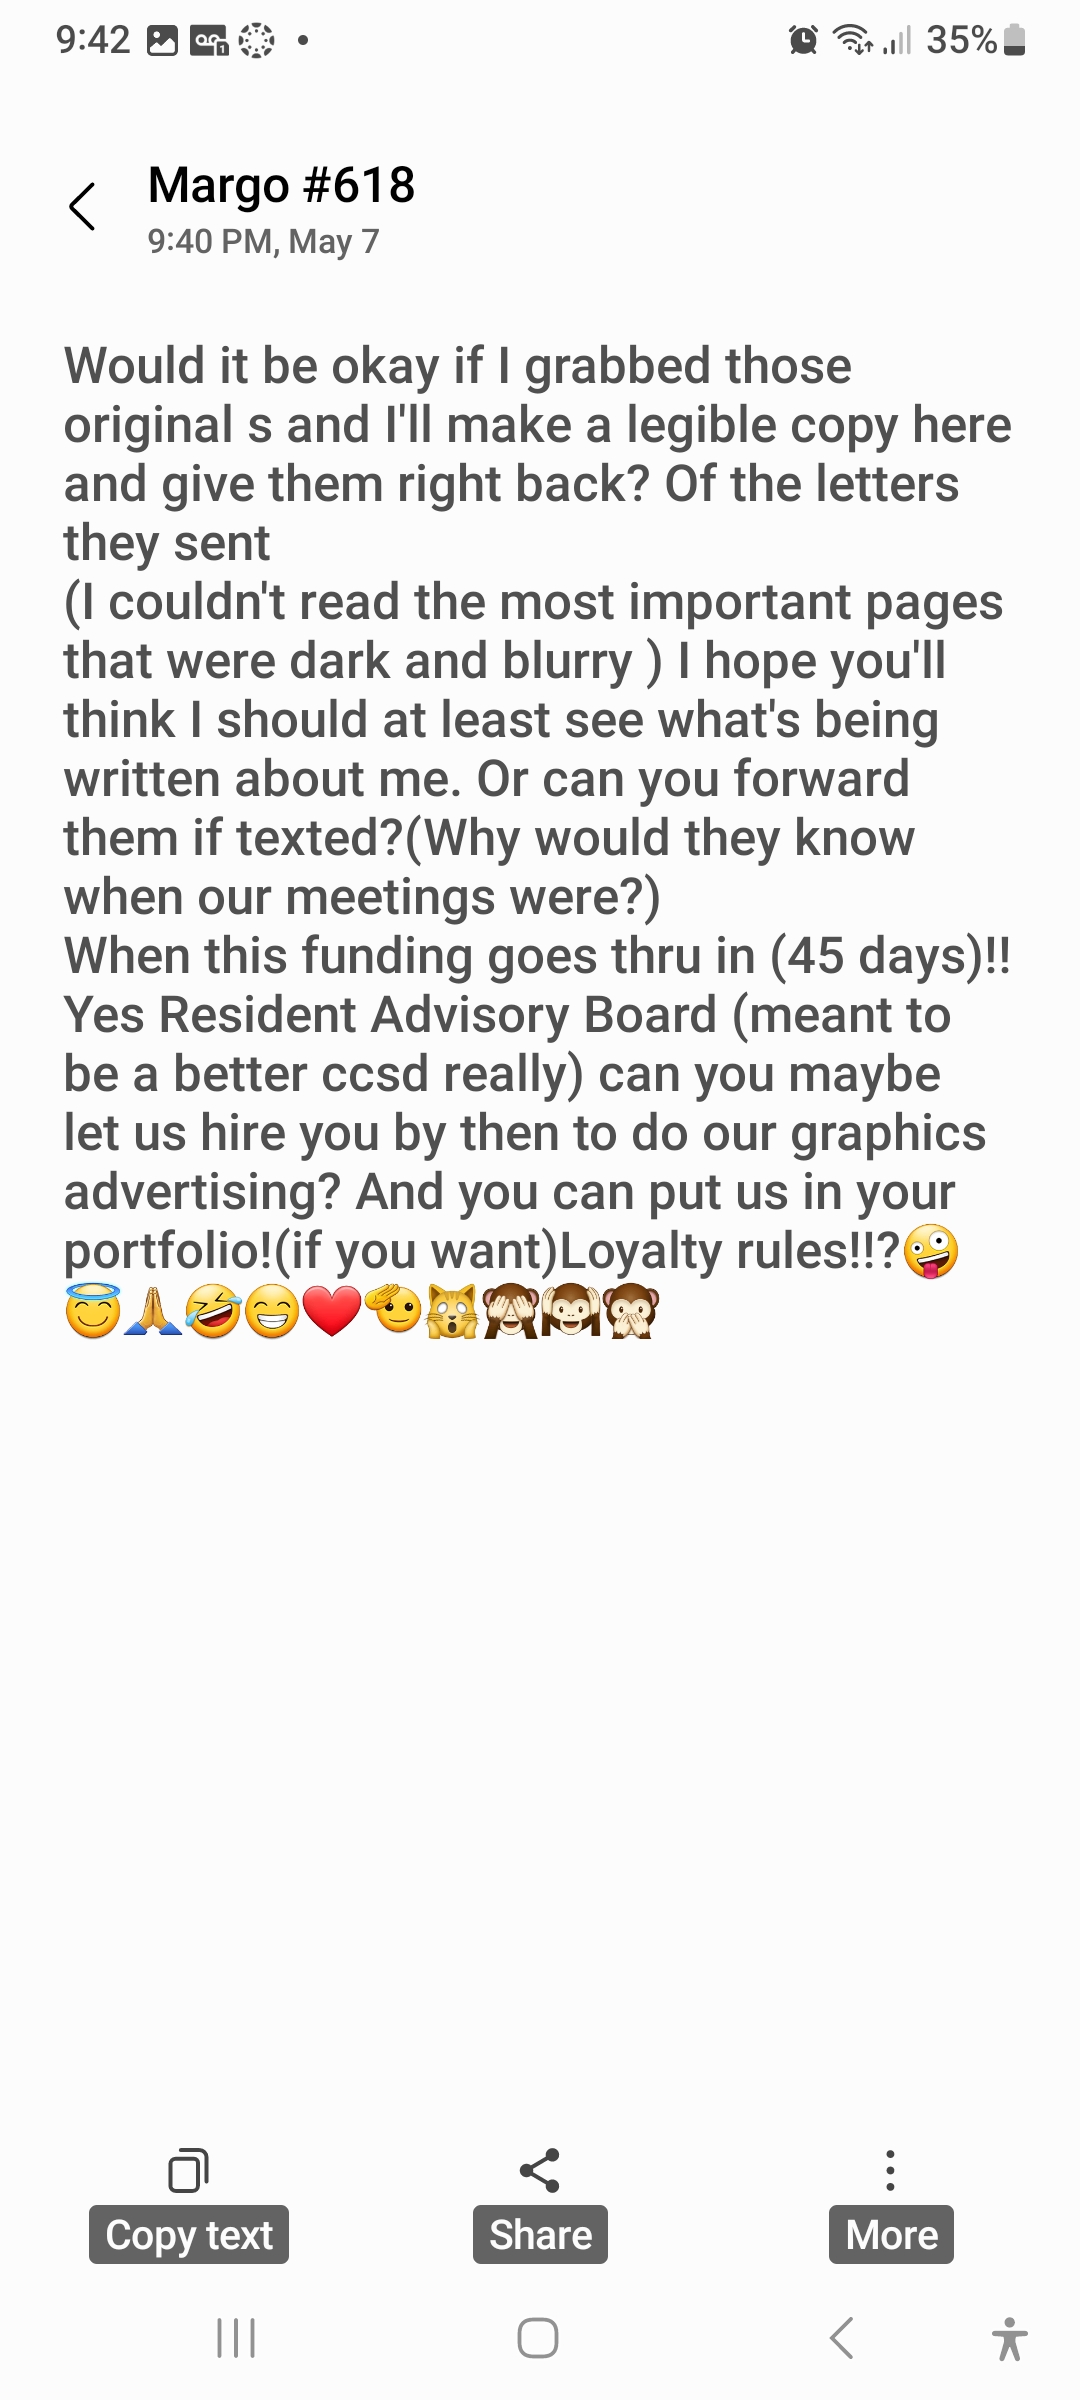 9:42 35%
Margo #618
9:40 PM, May 7
Would it be okay if I grabbed those
original s and I'll make a legible copy here
and give them right back? Of the letters
they sent
(I couldn't read the most important pages
that were dark and blurry ) I hope you'll
think I should at least see what's being
written about me. Or can you forward
them if texted?(Why would they know
when our meetings were?)
When this funding goes thru in (45 days)!!
Yes Resident Advisory Board (meant to
be a better ccsd really) can you maybe
let us hire you by then to do our graphics
advertising? And you can put us in your
portfolio!(if you want)Loyalty rules!!?🤪
😇🙏🤣😁❤️🫡🙀🙈🙉🙊
Copy text Share More